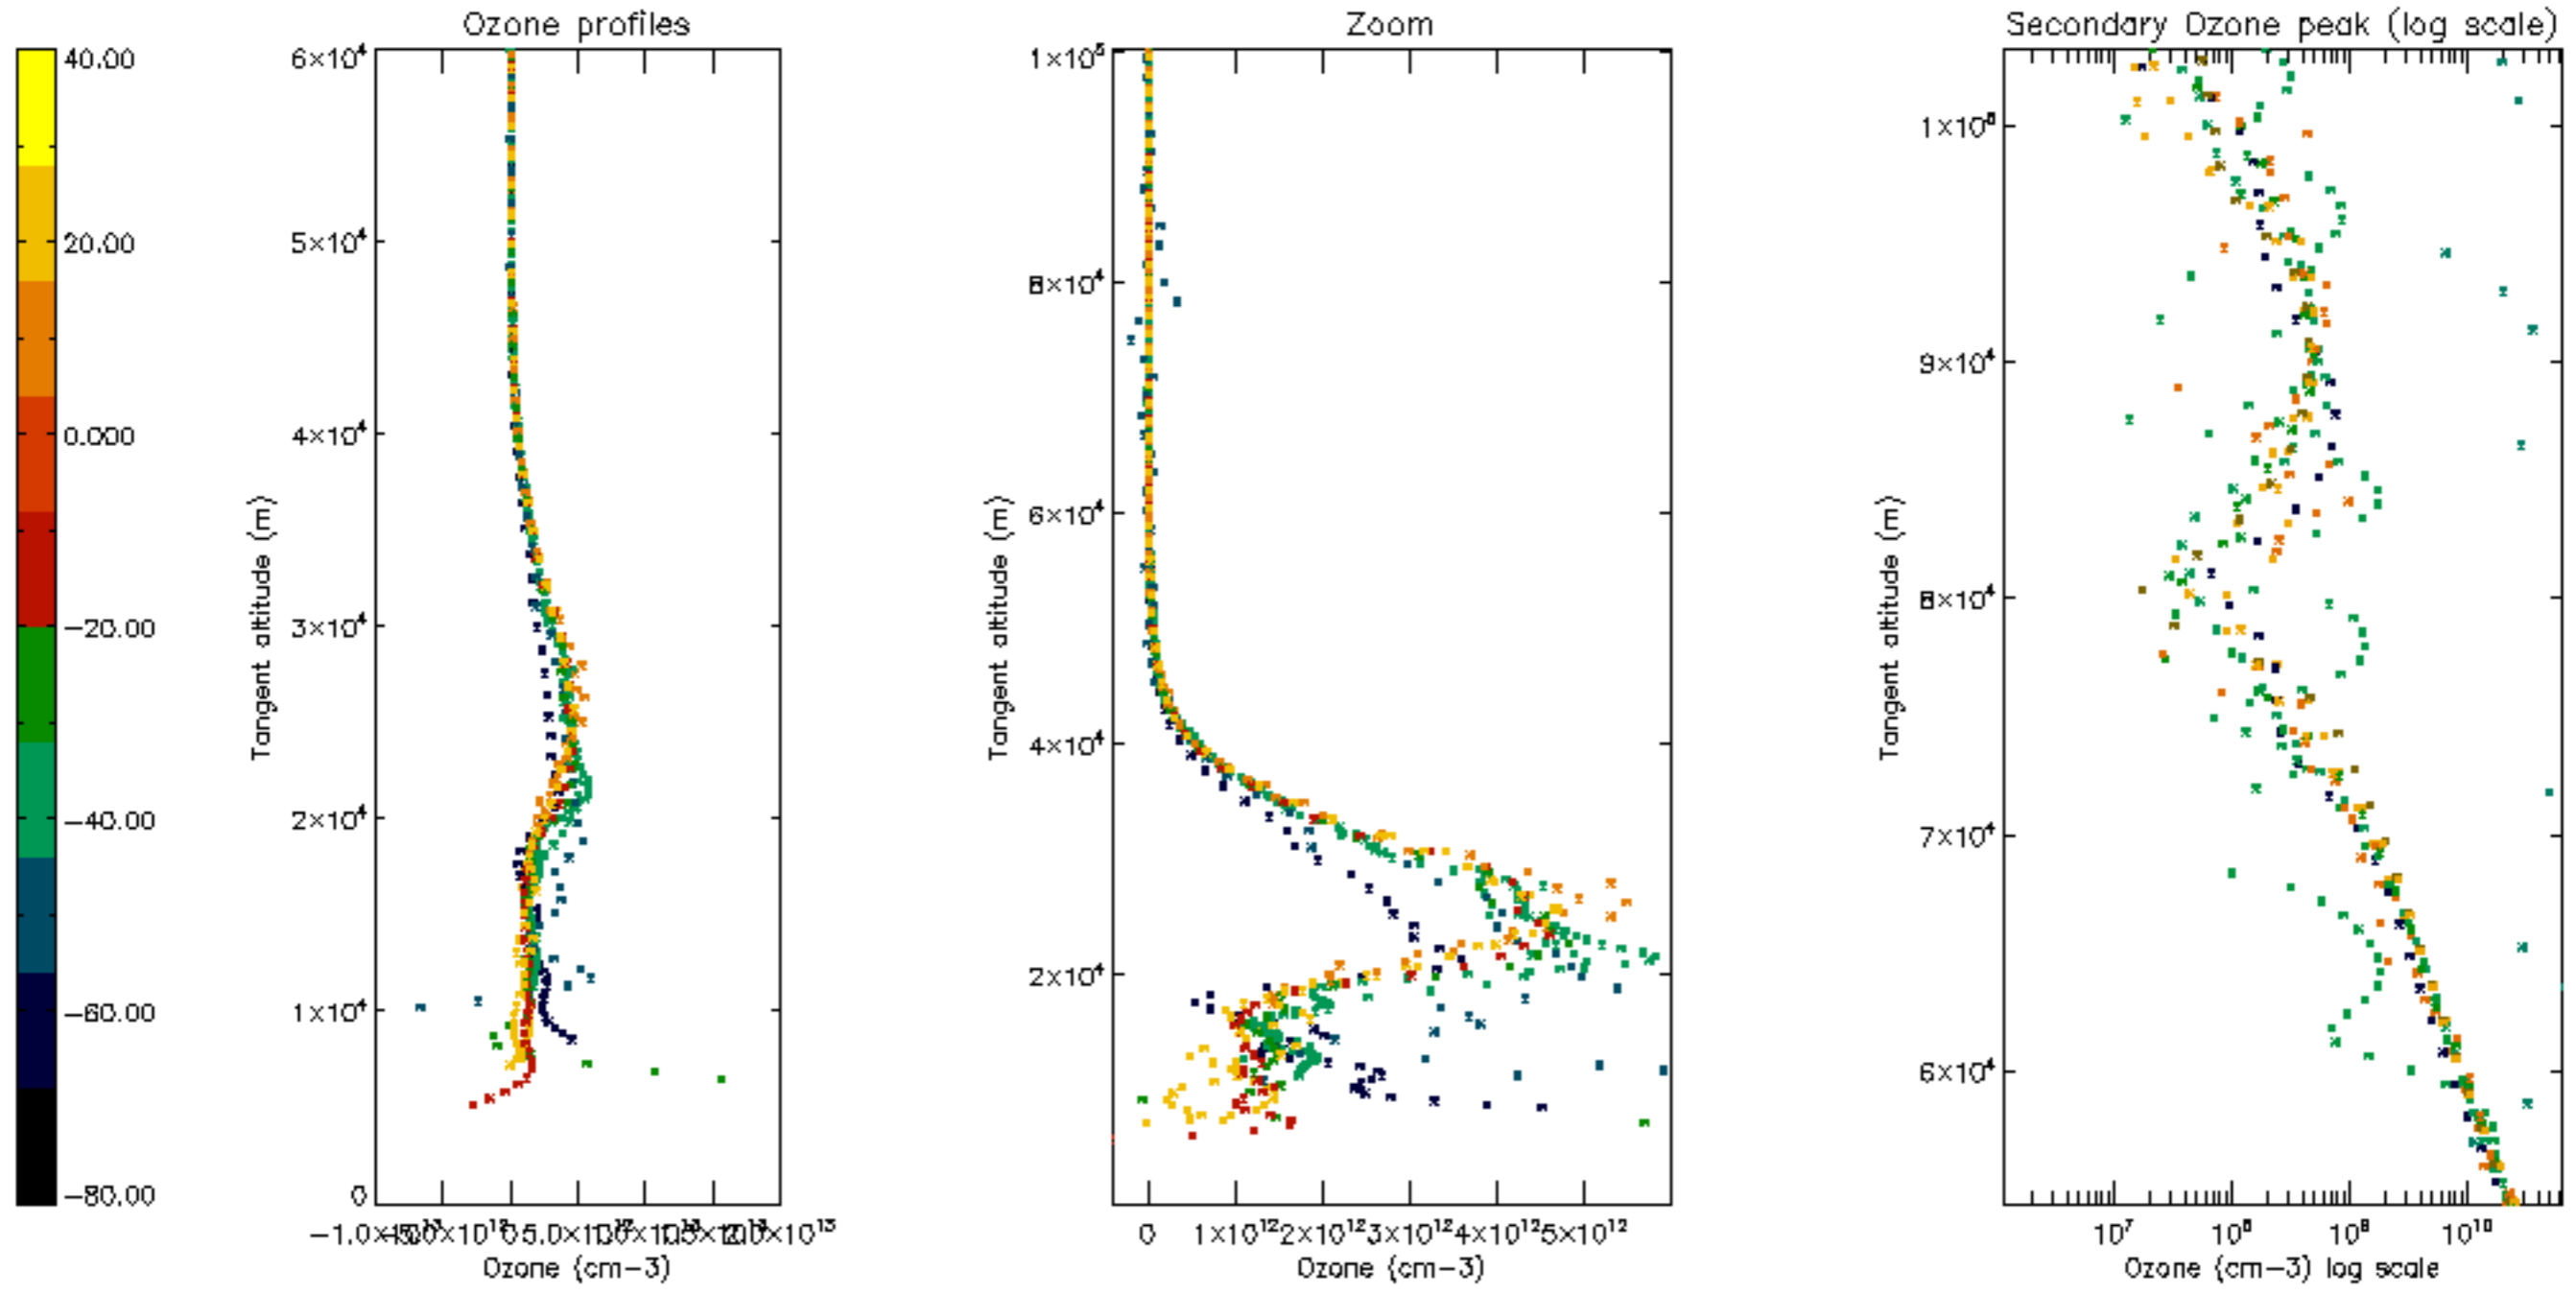 Ozone profiles
Zoom
Secondary Ozone peak (log scale)
40.00
20.00
0.000
-20.00
-40.00
-60.00
-80.00
6×10⁴
5×10⁴
4×10⁴
3×10⁴
2×10⁴
1×10⁴
0
Tangent altitude (m)
Ozone (cm-3)
1×10⁵
8×10⁴
6×10⁴
4×10⁴
2×10⁴
Tangent altitude (m)
0 1×10¹² 2×10¹² 3×10¹² 4×10¹² 5×10¹²
Ozone (cm-3)
1×10⁵
9×10⁴
8×10⁴
7×10⁴
6×10⁴
Tangent altitude (m)
10⁷ 10⁸ 10⁹ 10¹⁰
Ozone (cm-3) log scale